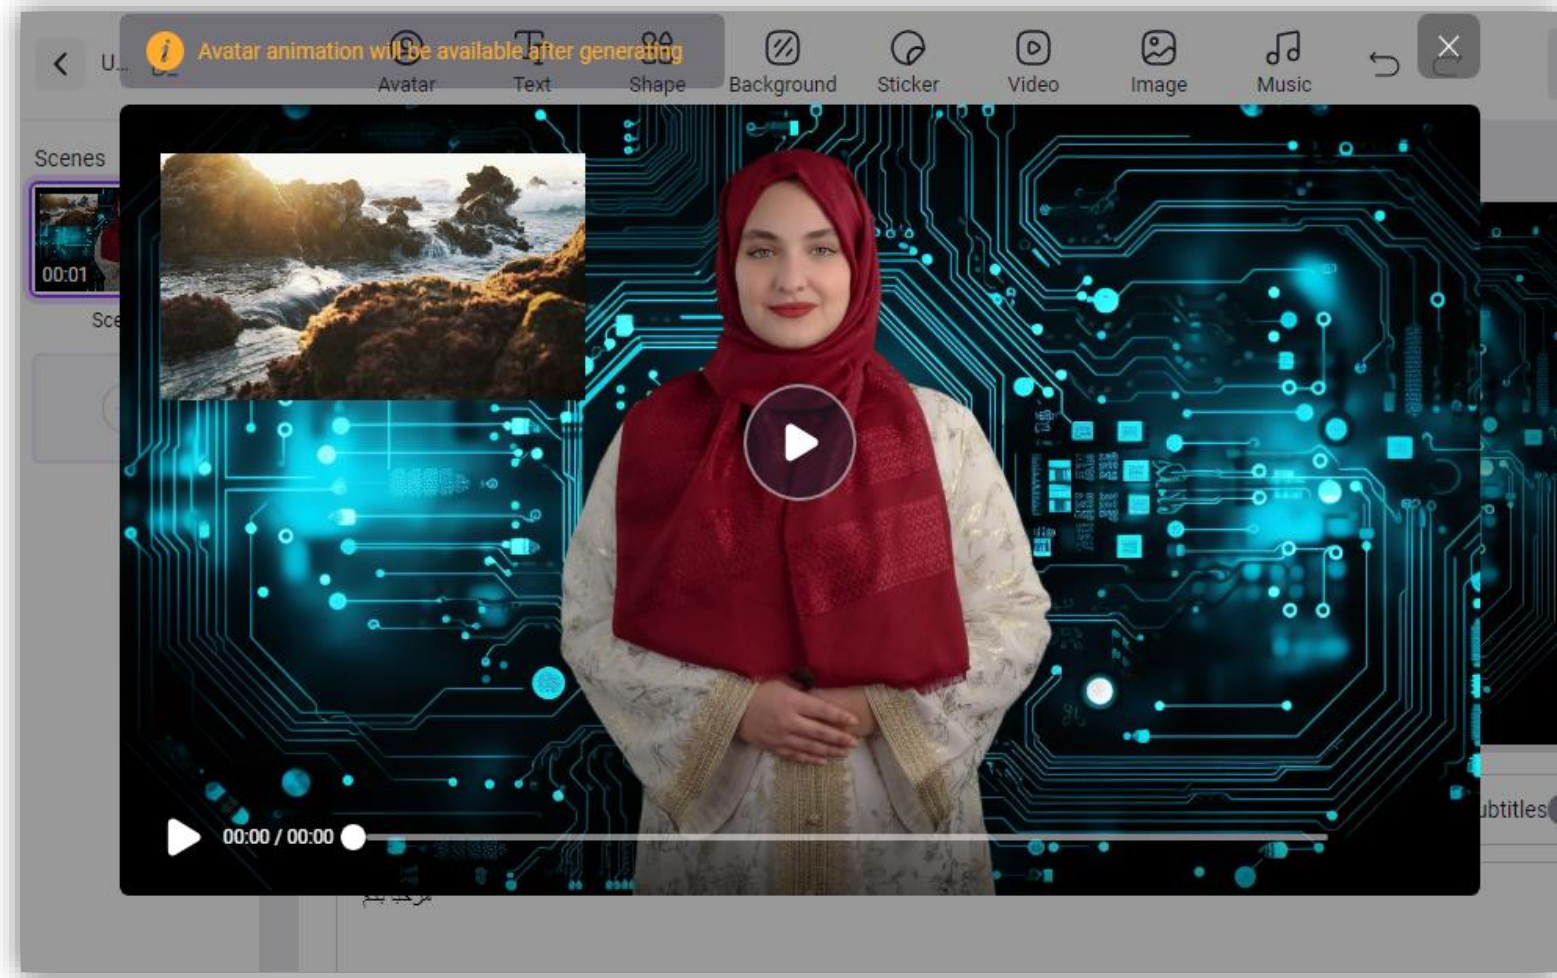 Avatar animation will be available after generating
U...
Avatar
Text
Shape
Background
Sticker
Video
Image
Music
Scenes
00:01
Sce
00:00 / 00:00
ubtitles